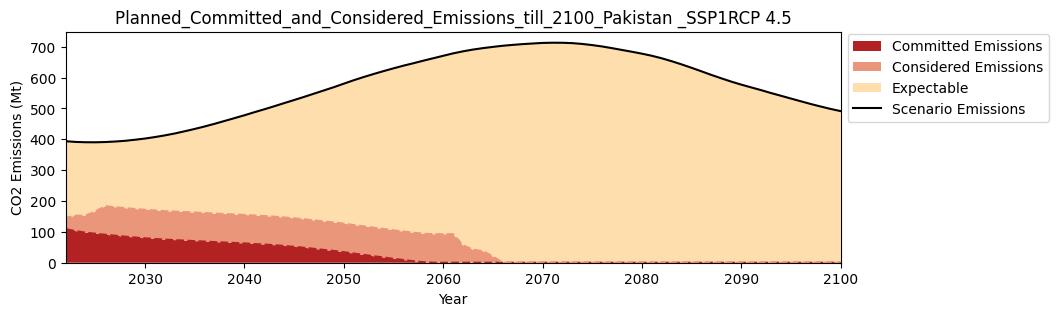 Planned_Committed_and_Considered_Emissions_till_2100_Pakistan _SSP1RCP 4.5
CO2 Emissions (Mt)
700
600
500
400
300
200
100
0
2030 2040 2050 2060 2070 2080 2090 2100
Year
Committed Emissions
Considered Emissions
Expectable
Scenario Emissions